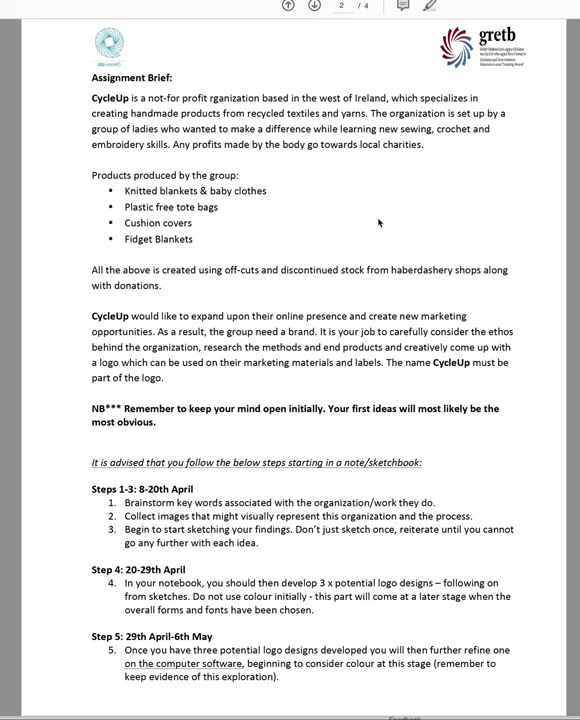 2 / 4
gretb
Assignment Brief:
CycleUp is a not-for profit rganization based in the west of Ireland, which specializes in
creating handmade products from recycled textiles and yarns. The organization is set up by a
group of ladies who wanted to make a difference while learning new sewing, crochet and
embroidery skills. Any profits made by the body go towards local charities.
Products produced by the group:
• Knitted blankets & baby clothes
• Plastic free tote bags
• Cushion covers
• Fidget Blankets
All the above is created using off-cuts and discontinued stock from haberdashery shops along
with donations.
CycleUp would like to expand upon their online presence and create new marketing
opportunities. As a result, the group need a brand. It is your job to carefully consider the ethos
behind the organization, research the methods and end products and creatively come up with
a logo which can be used on their marketing materials and labels. The name CycleUp must be
part of the logo.
NB*** Remember to keep your mind open initially. Your first ideas will most likely be the
most obvious.
It is advised that you follow the below steps starting in a note/sketchbook:
Steps 1-3: 8-20th April
1. Brainstorm key words associated with the organization/work they do.
2. Collect images that might visually represent this organization and the process.
3. Begin to start sketching your findings. Don't just sketch once, reiterate until you cannot
go any further with each idea.
Step 4: 20-29th April
4. In your notebook, you should then develop 3 x potential logo designs – following on
from sketches. Do not use colour initially - this part will come at a later stage when the
overall forms and fonts have been chosen.
Step 5: 29th April-6th May
5. Once you have three potential logo designs developed you will then further refine one
on the computer software, beginning to consider colour at this stage (remember to
keep evidence of this exploration).